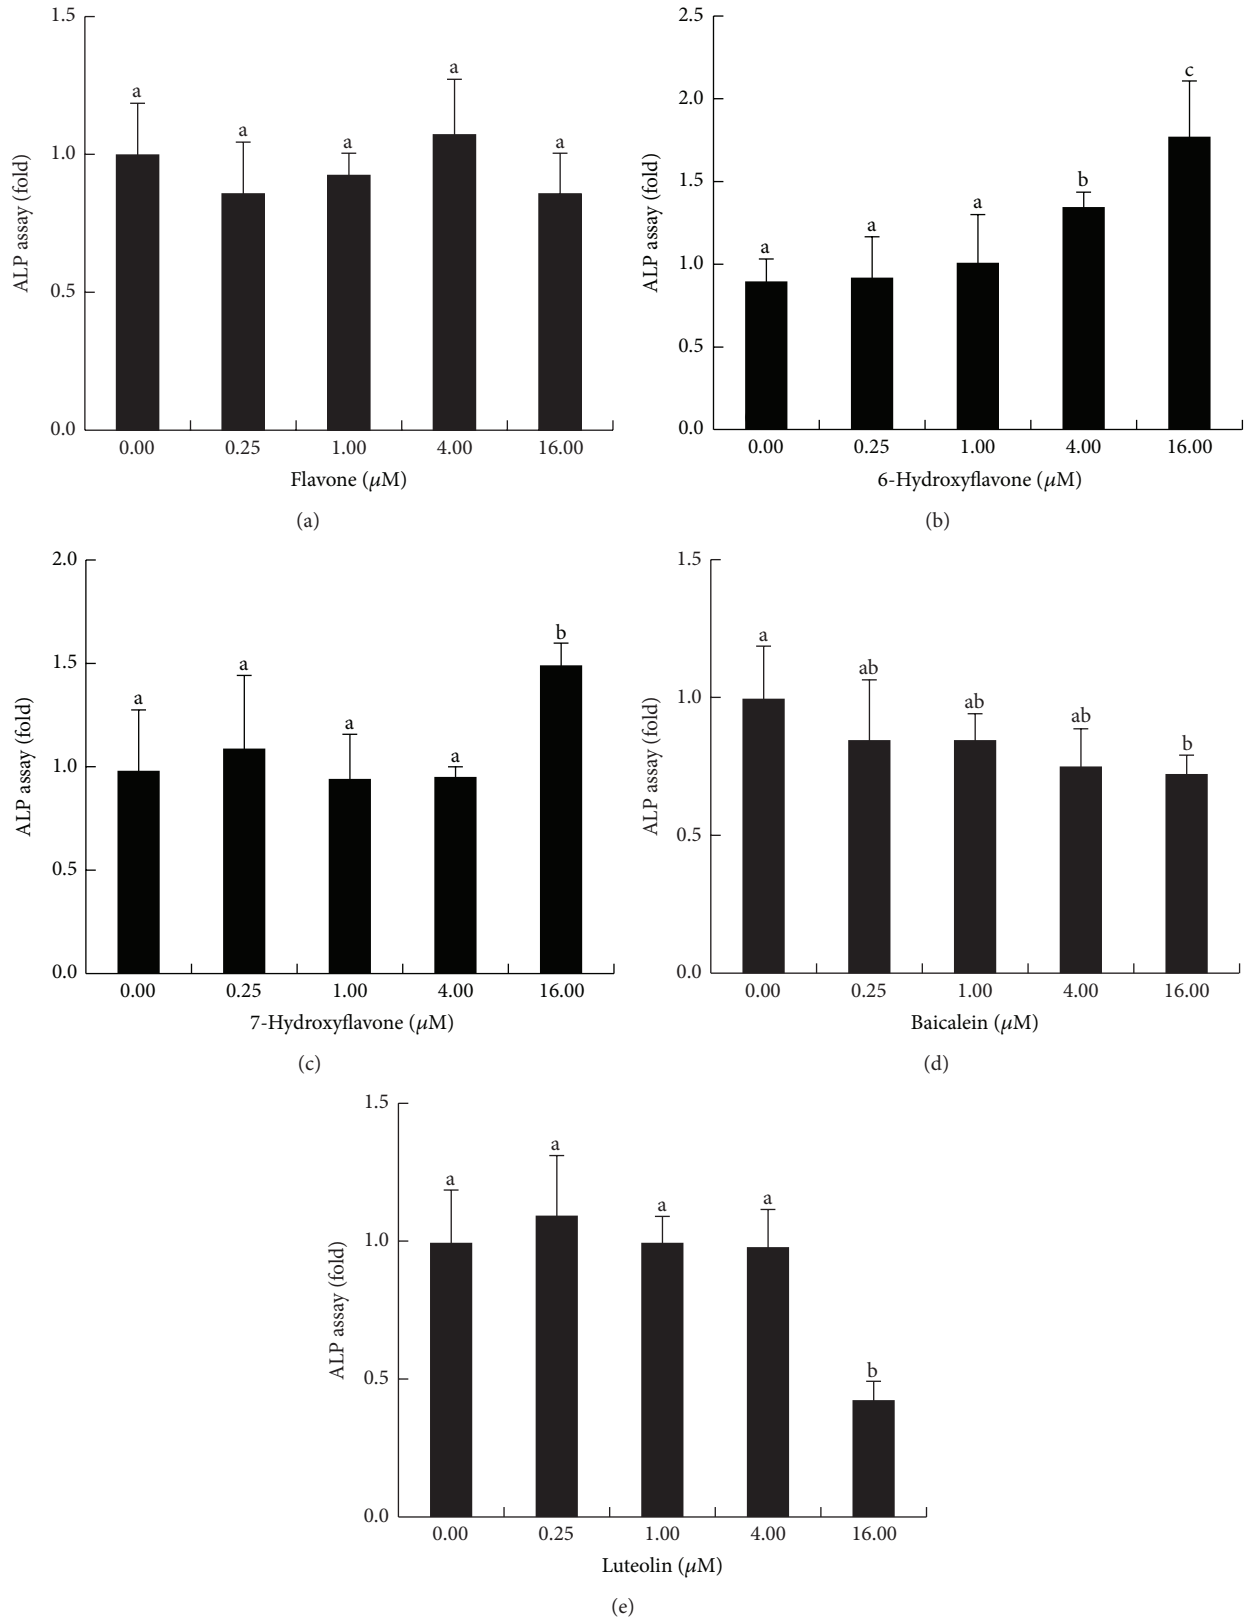 1.5
1.0
0.5
0.0
ALP assay (fold)
a
a
a
a
a
0.00 0.25 1.00 4.00 16.00
Flavone (μM)
(a)
2.5
2.0
1.5
1.0
0.5
0.0
ALP assay (fold)
a
a
a
b
c
0.00 0.25 1.00 4.00 16.00
6-Hydroxyflavone (μM)
(b)
2.0
1.5
1.0
0.5
0.0
ALP assay (fold)
a
a
a
a
b
0.00 0.25 1.00 4.00 16.00
7-Hydroxyflavone (μM)
(c)
1.5
1.0
0.5
0.0
ALP assay (fold)
a
ab
ab
ab
b
0.00 0.25 1.00 4.00 16.00
Baicalein (μM)
(d)
1.5
1.0
0.5
0.0
ALP assay (fold)
a
a
a
a
b
0.00 0.25 1.00 4.00 16.00
Luteolin (μM)
(e)